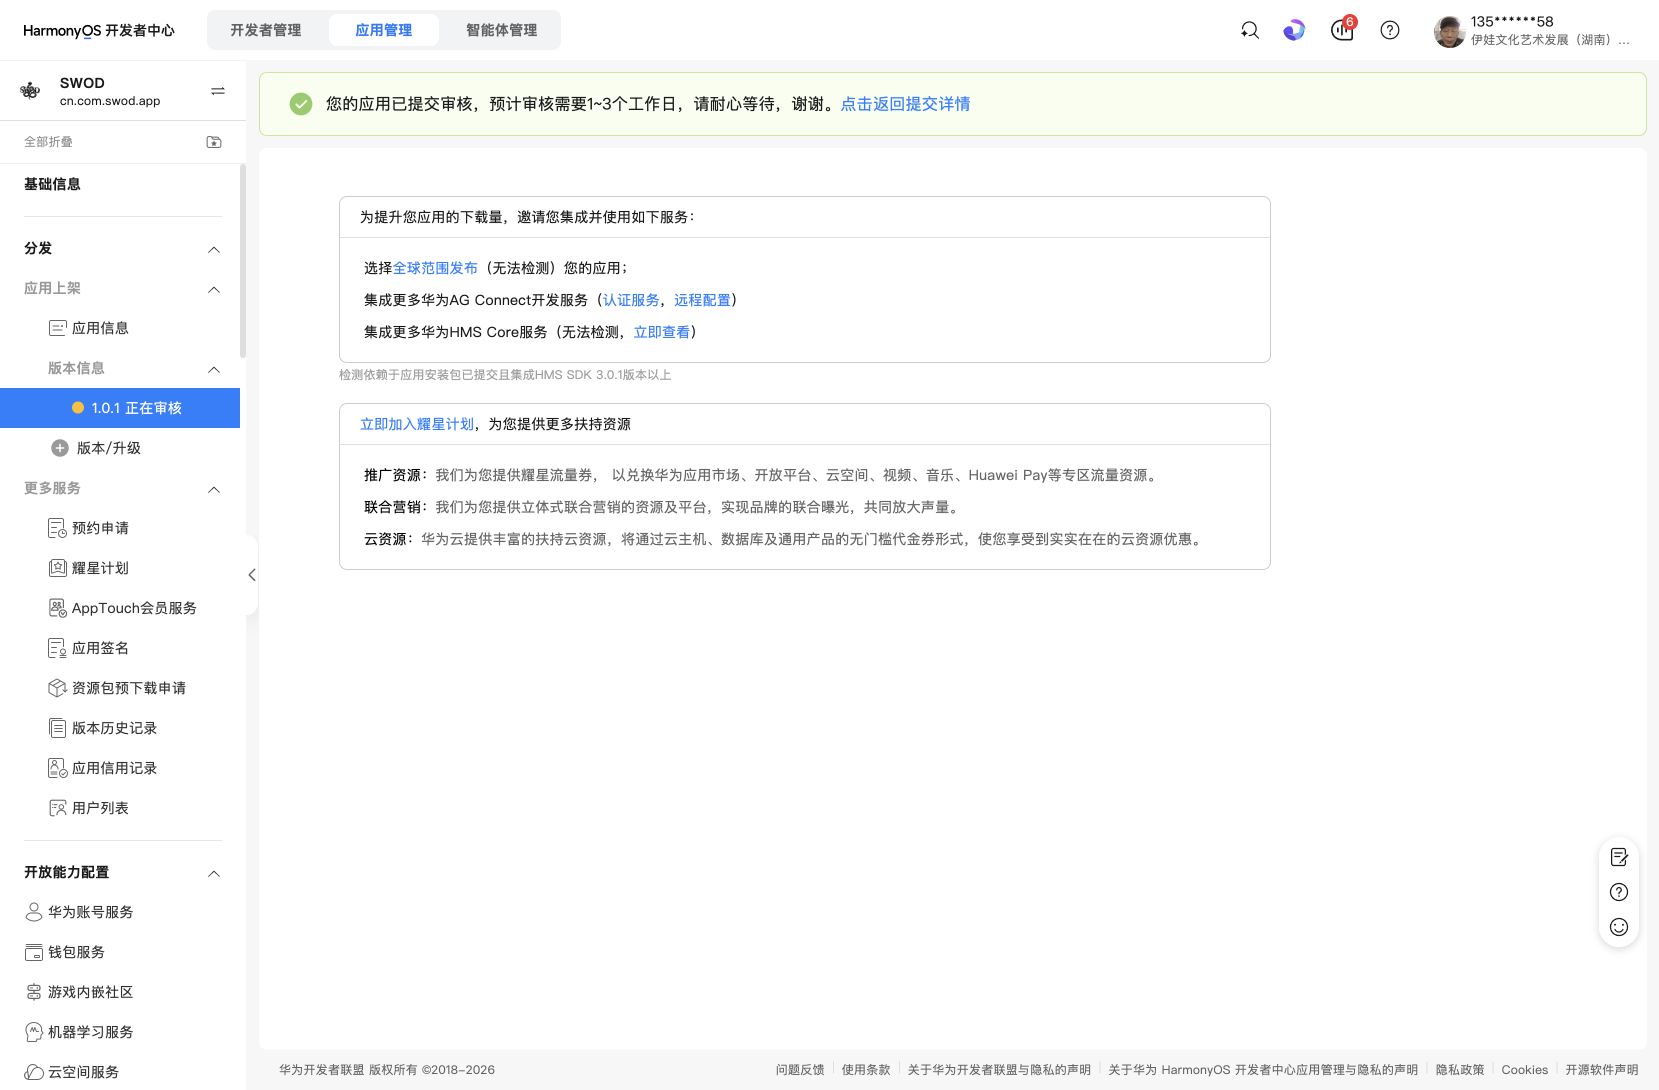 HarmonyOS 开发者中心
开发者管理
应用管理
智能体管理
6
135******58
伊娃文化艺术发展（湖南）...
SWOD
cn.com.swod.app
全部折叠
基础信息
分发
应用上架
应用信息
版本信息
1.0.1 正在审核
版本/升级
更多服务
预约申请
耀星计划
AppTouch会员服务
应用签名
资源包预下载申请
版本历史记录
应用信用记录
用户列表
开放能力配置
华为账号服务
钱包服务
游戏内嵌社区
机器学习服务
云空间服务
您的应用已提交审核，预计审核需要1~3个工作日，请耐心等待，谢谢。点击返回提交详情
为提升您应用的下载量，邀请您集成并使用如下服务：
选择全球范围发布（无法检测）您的应用；
集成更多华为AG Connect开发服务（认证服务，远程配置）
集成更多华为HMS Core服务（无法检测，立即查看）
检测依赖于应用安装包已提交且集成HMS SDK 3.0.1版本以上
立即加入耀星计划，为您提供更多扶持资源
推广资源：我们为您提供耀星流量券， 以兑换华为应用市场、开放平台、云空间、视频、音乐、Huawei Pay等专区流量资源。
联合营销：我们为您提供立体式联合营销的资源及平台，实现品牌的联合曝光，共同放大声量。
云资源：华为云提供丰富的扶持云资源，将通过云主机、数据库及通用产品的无门槛代金券形式，使您享受到实实在在的云资源优惠。
华为开发者联盟 版权所有 ©2018-2026
问题反馈
使用条款
关于华为开发者联盟与隐私的声明
关于华为 HarmonyOS 开发者中心应用管理与隐私的声明
隐私政策
Cookies
开源软件声明